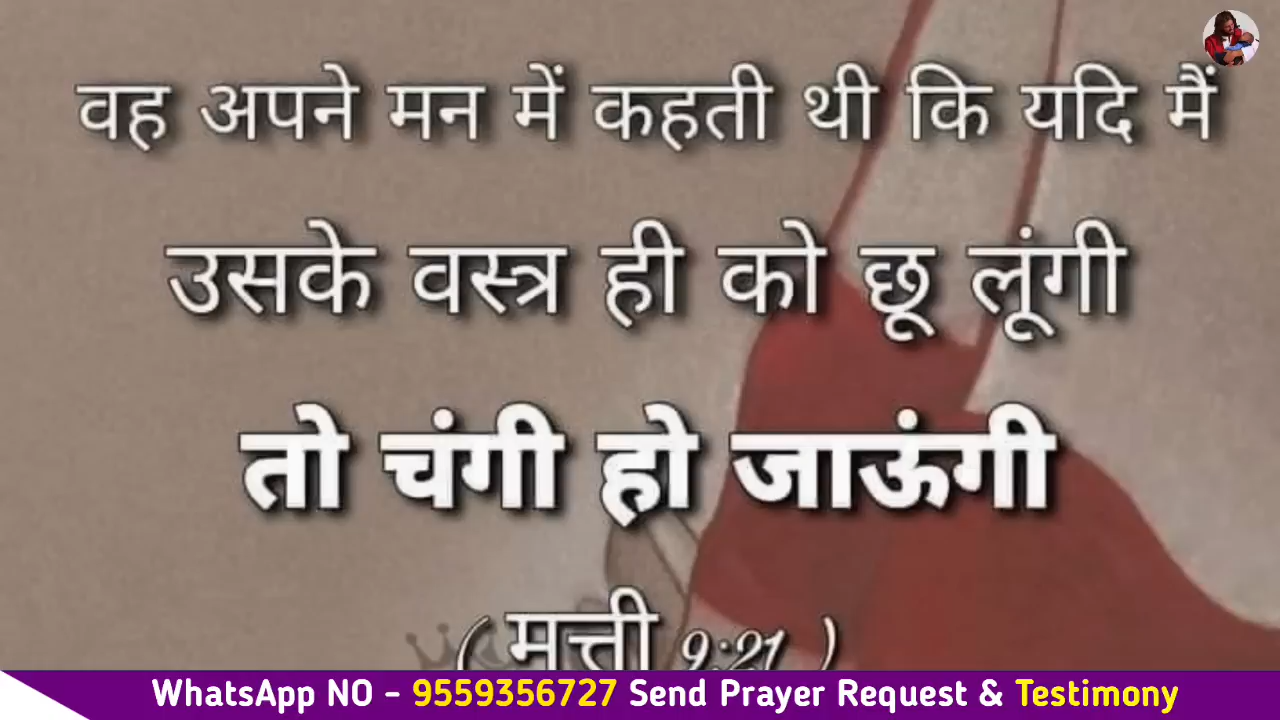 वह अपने मन में कहती थी कि यदि मैं
उसके वस्त्र ही को छू लूंगी
तो चंगी हो जाऊंगी
( मत्ती 9:21 )
WhatsApp NO - 9559356727 Send Prayer Request & Testimony